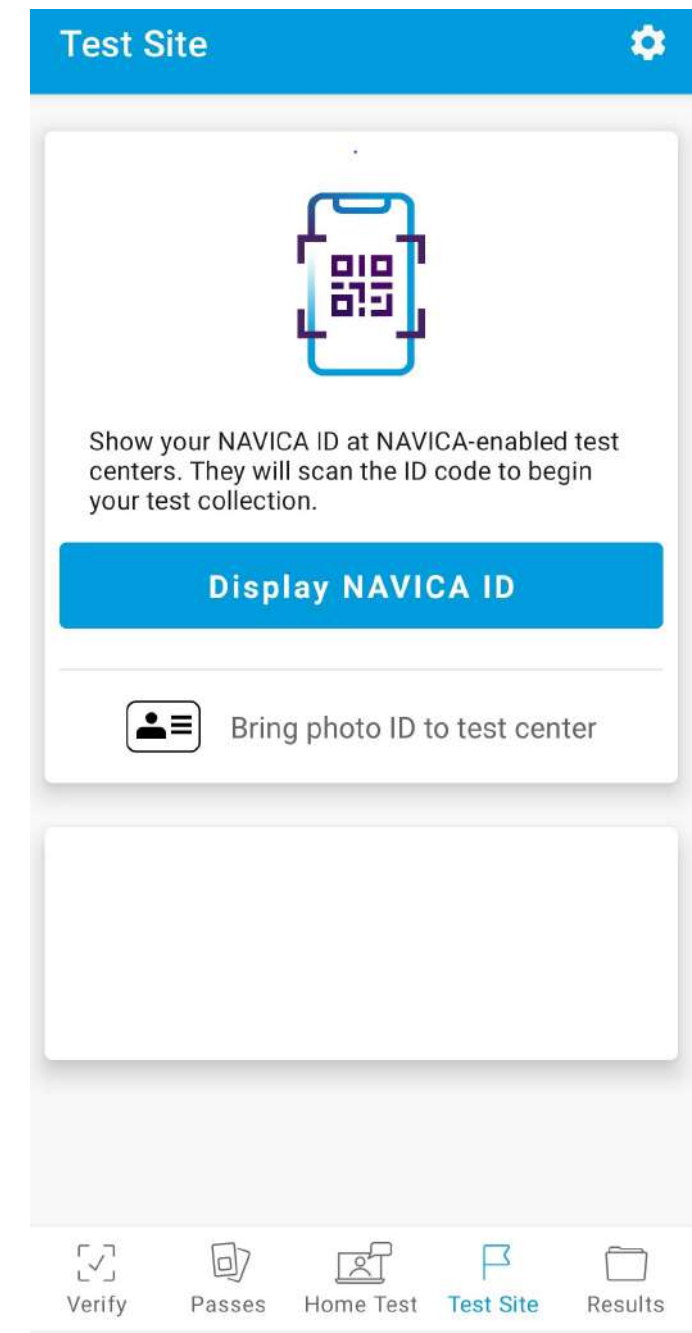 Test Site
Show your NAVICA ID at NAVICA-enabled test
centers. They will scan the ID code to begin
your test collection.
Display NAVICA ID
Bring photo ID to test center
Verify
Passes
Home Test
Test Site
Results